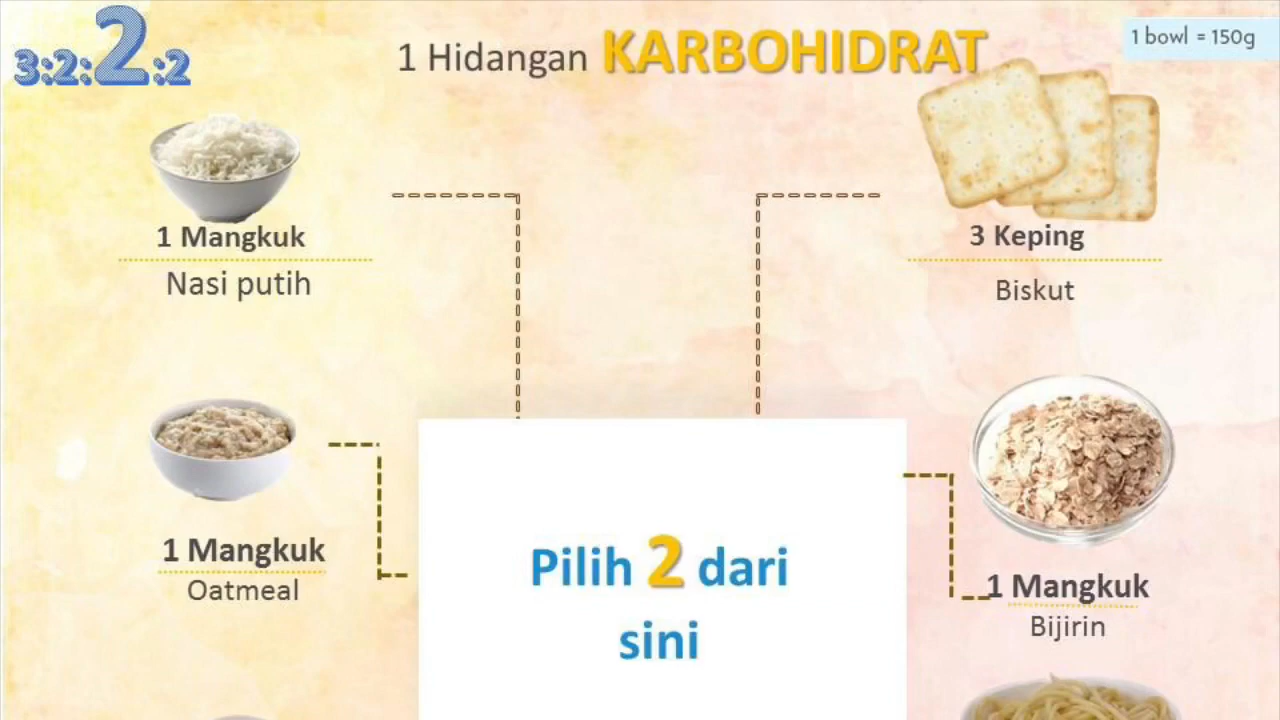 3:2:2:2
1 Hidangan KARBOHIDRAT
1 bowl = 150g
1 Mangkuk
Nasi putih
3 Keping
Biskut
1 Mangkuk
Oatmeal
Pilih 2 dari
sini
1 Mangkuk
Bijirin